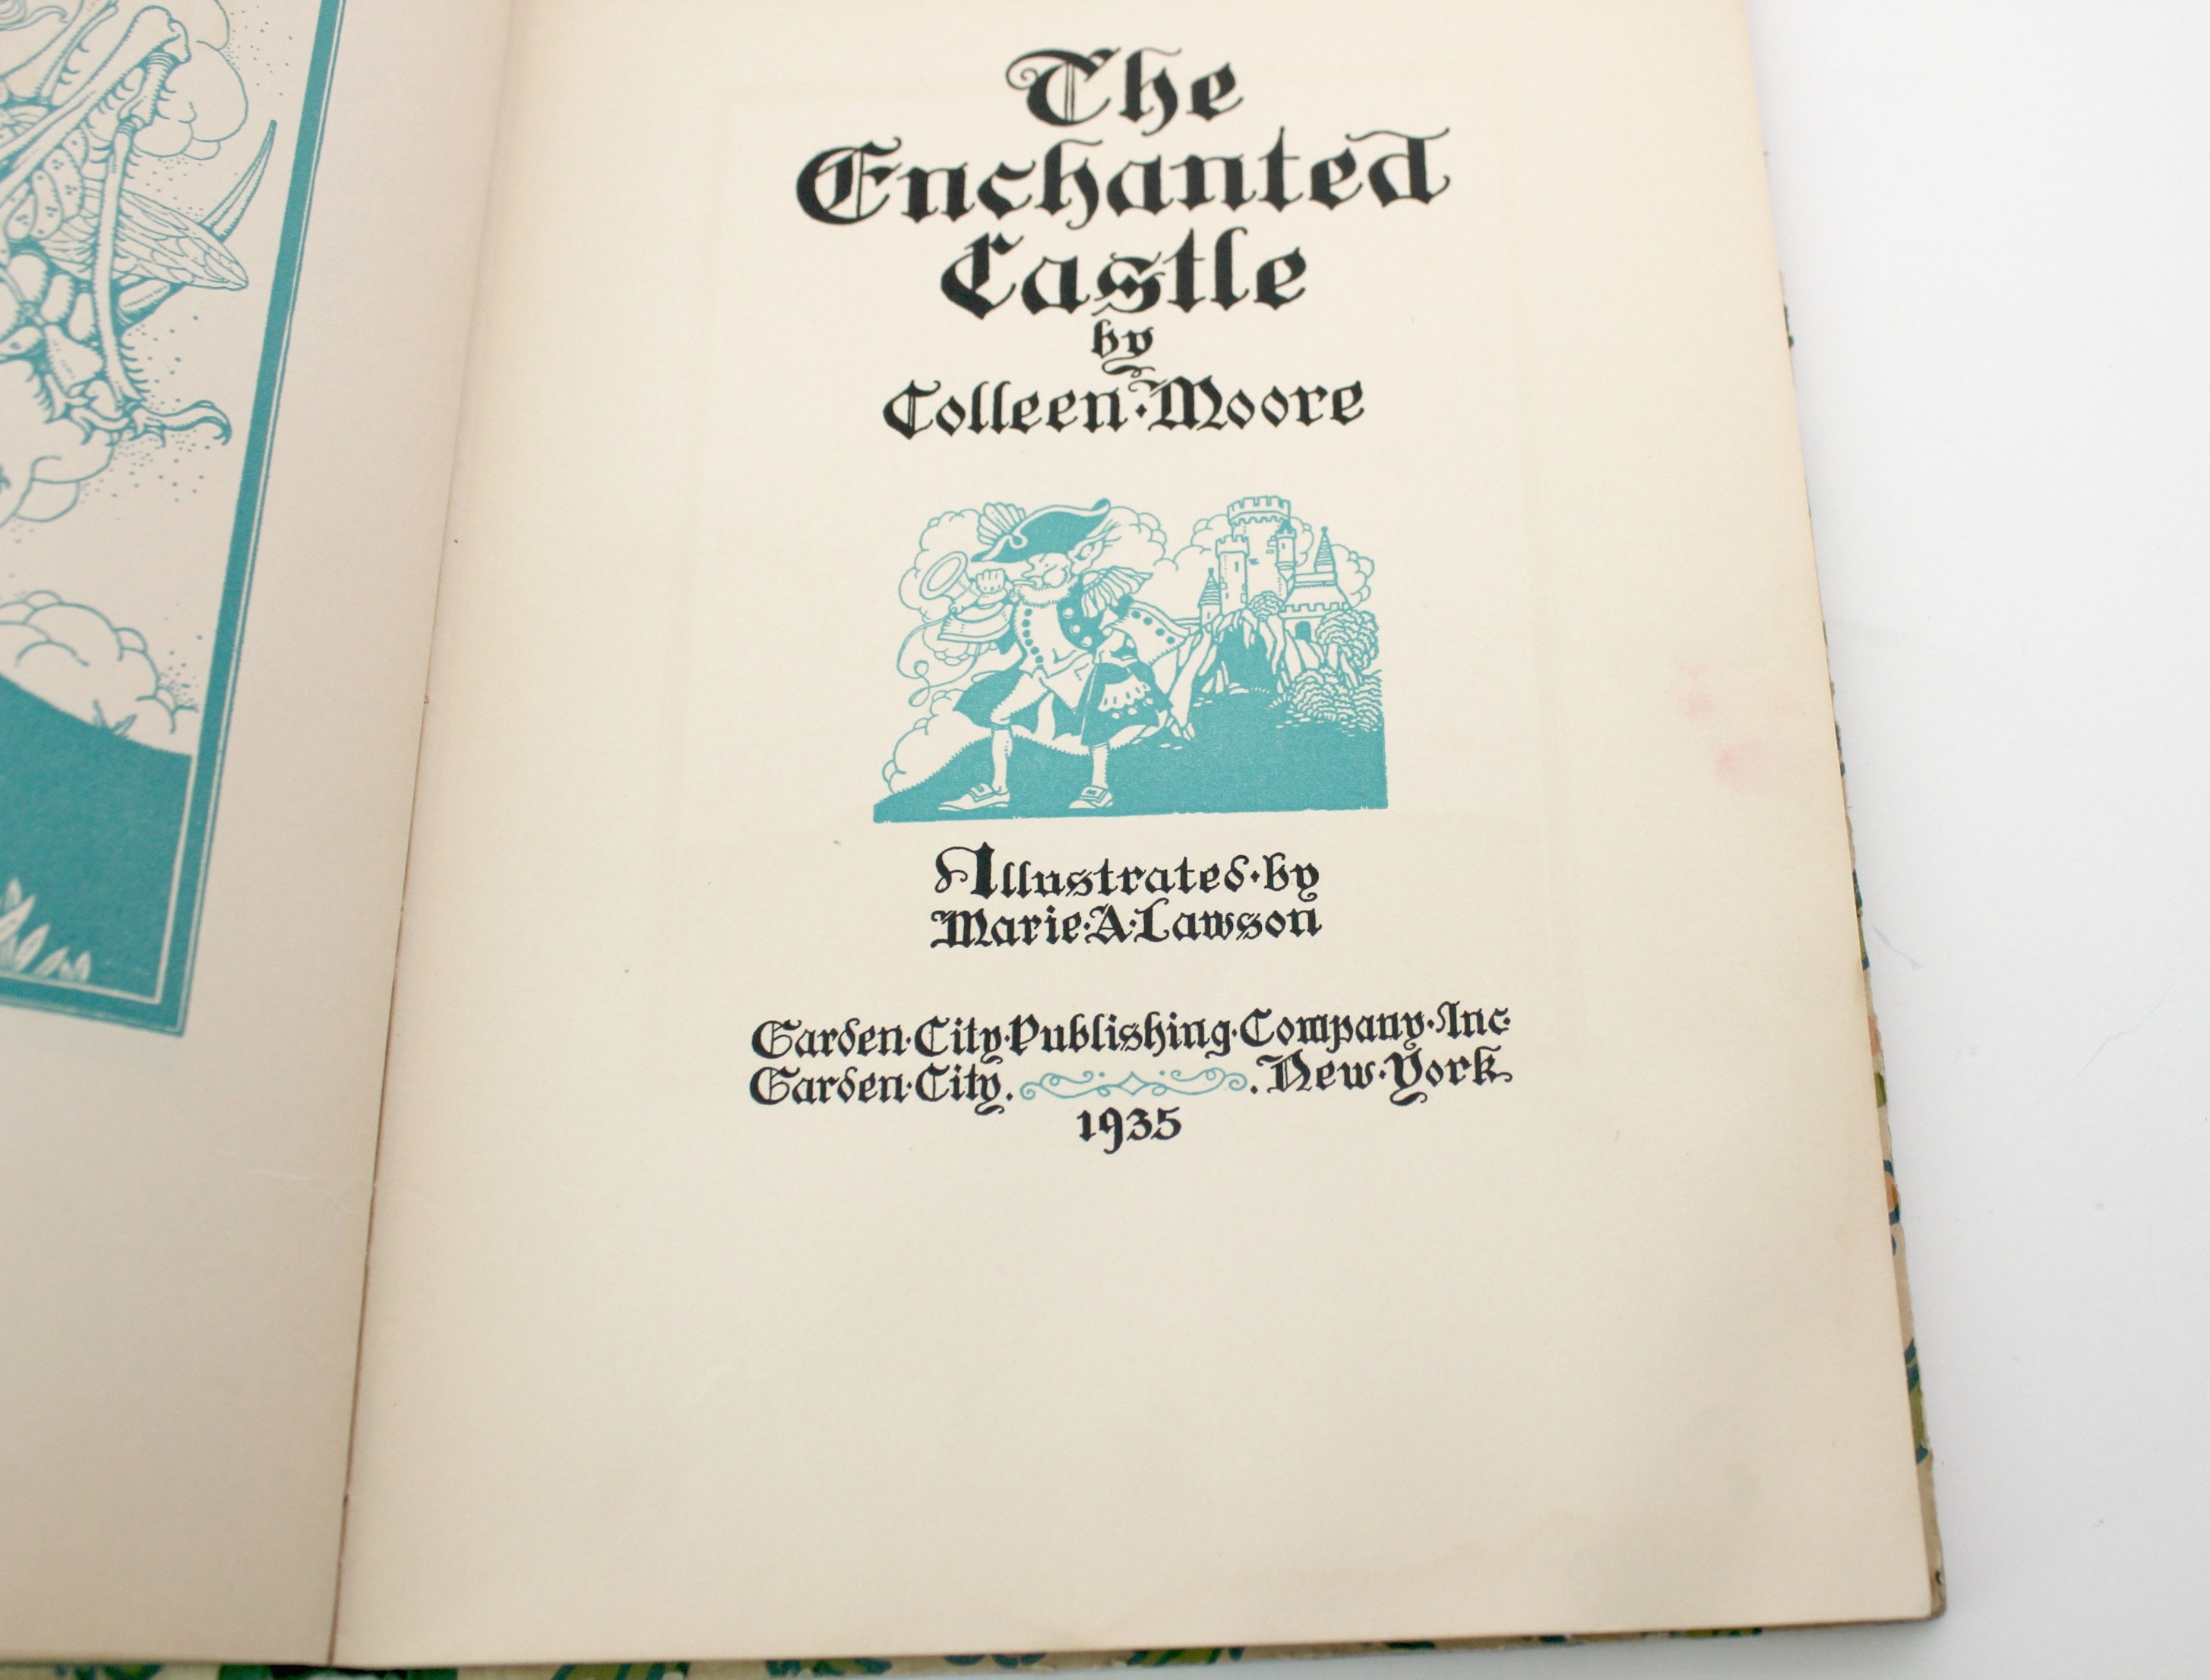 The
Enchanted
Castle
by
Colleen·Moore
Illustrated·by
Marie·A·Lawson
Garden·City·Publishing·Company·Inc·
Garden·City. . New·York.
1935